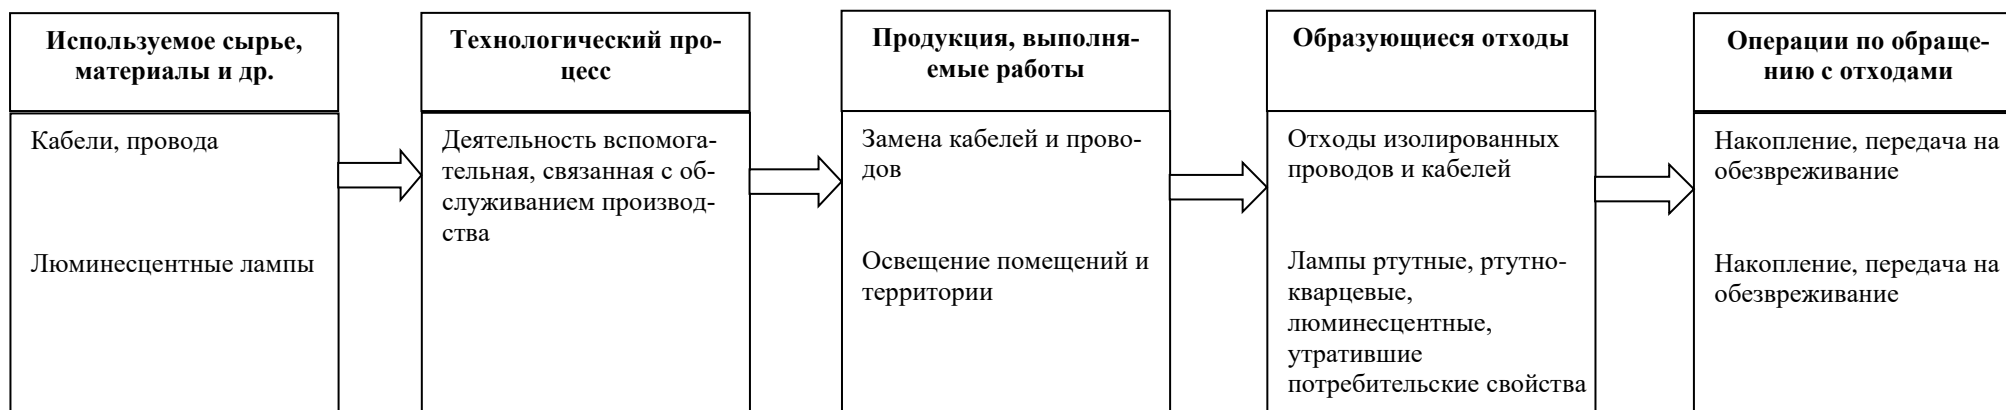 Используемое сырье,
материалы и др.
Технологический про-
цесс
Продукция, выполня-
емые работы
Образующиеся отходы
Операции по обраще-
нию с отходами
Кабели, провода
Люминесцентные лампы
Деятельность вспомога-
тельная, связанная с об-
служиванием производ-
ства
Замена кабелей и прово-
дов
Освещение помещений и
территории
Отходы изолированных
проводов и кабелей
Лампы ртутные, ртутно-
кварцевые,
люминесцентные,
утратившие
потребительские свойства
Накопление, передача на
обезвреживание
Накопление, передача на
обезвреживание